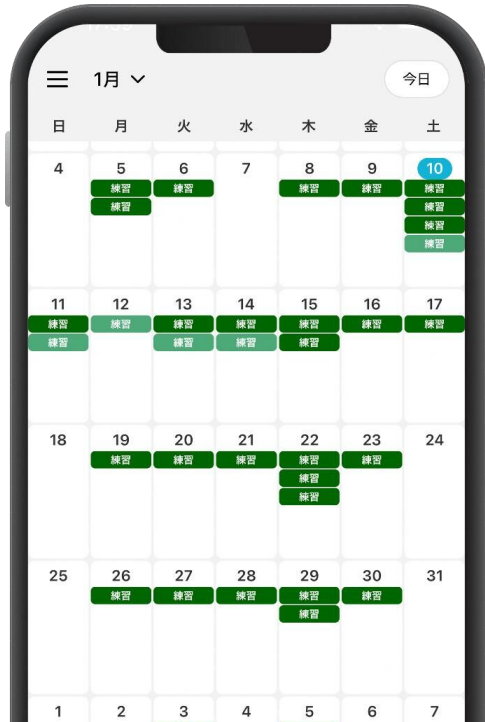 1月 今日
日 月 火 水 木 金 土
4 5 6 7 8 9 10
練習 練習 練習 練習 練習
練習 練習
練習
練習
11 12 13 14 15 16 17
練習 練習 練習 練習 練習 練習 練習
練習 練習 練習 練習
18 19 20 21 22 23 24
練習 練習 練習 練習 練習
練習
練習
25 26 27 28 29 30 31
練習 練習 練習 練習 練習
練習
1 2 3 4 5 6 7